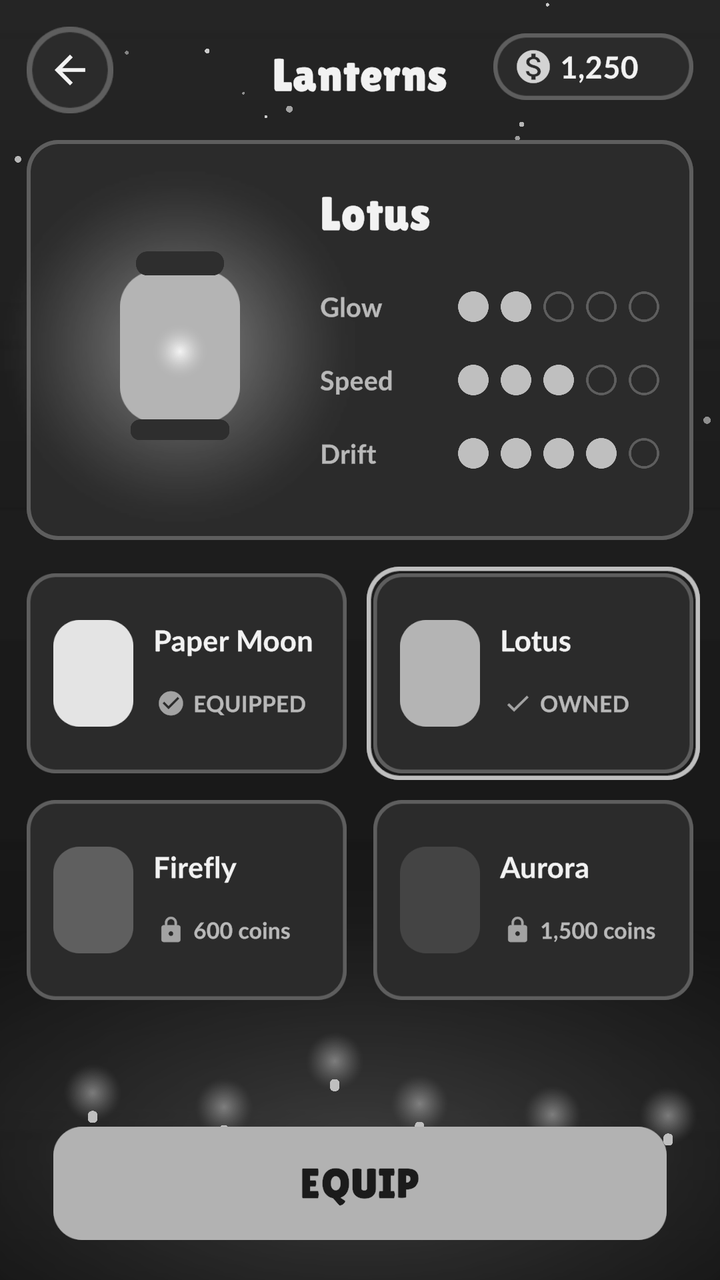 Lanterns
$ 1,250
Lotus
Glow
Speed
Drift
Paper Moon
EQUIPPED
Lotus
OWNED
Firefly
600 coins
Aurora
1,500 coins
EQUIP